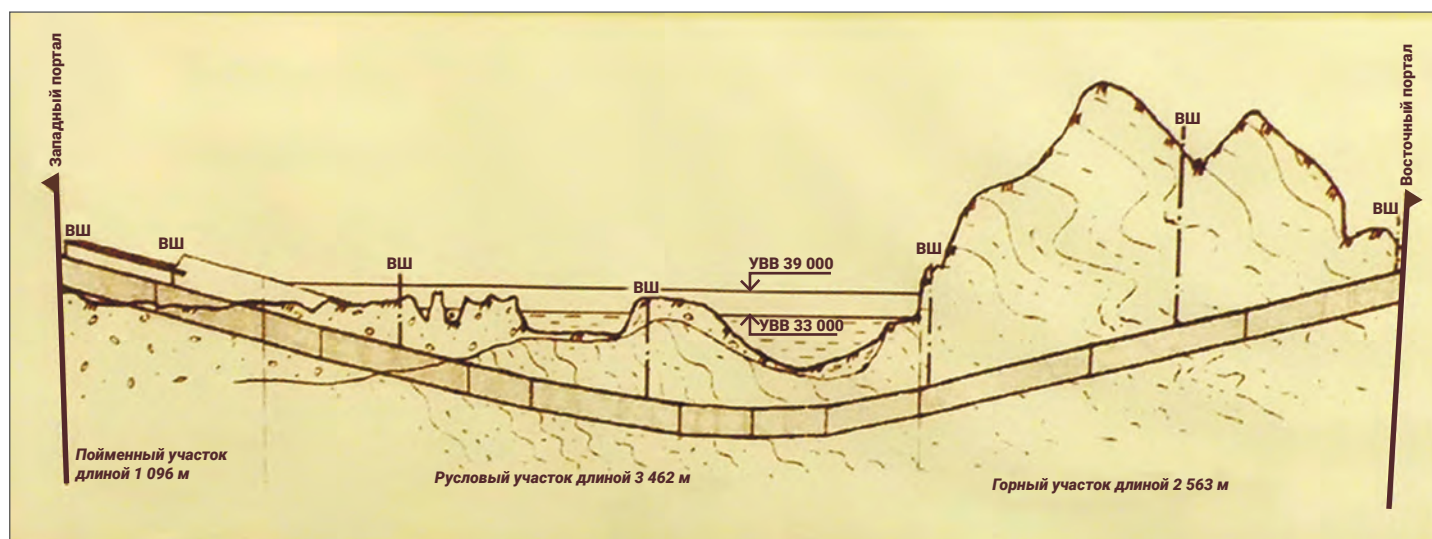 Западный портал
ВШ
ВШ
ВШ
ВШ
УВВ 39 000
УВВ 33 000
ВШ
ВШ
ВШ
Восточный портал
Пойменный участок
длиной 1 096 м
Русловый участок длиной 3 462 м
Горный участок длиной 2 563 м